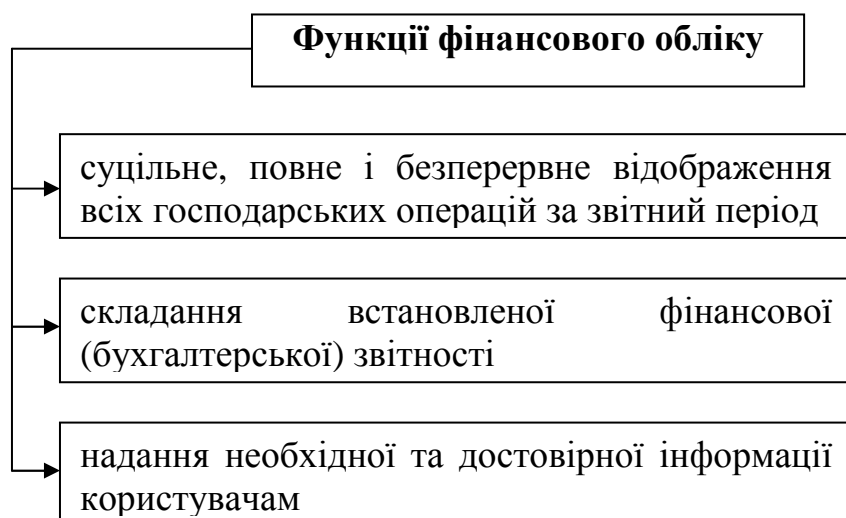 Функції фінансового обліку
суцільне, повне і безперервне відображення
всіх господарських операцій за звітний період
складання встановленої фінансової
(бухгалтерської) звітності
надання необхідної та достовірної інформації
користувачам